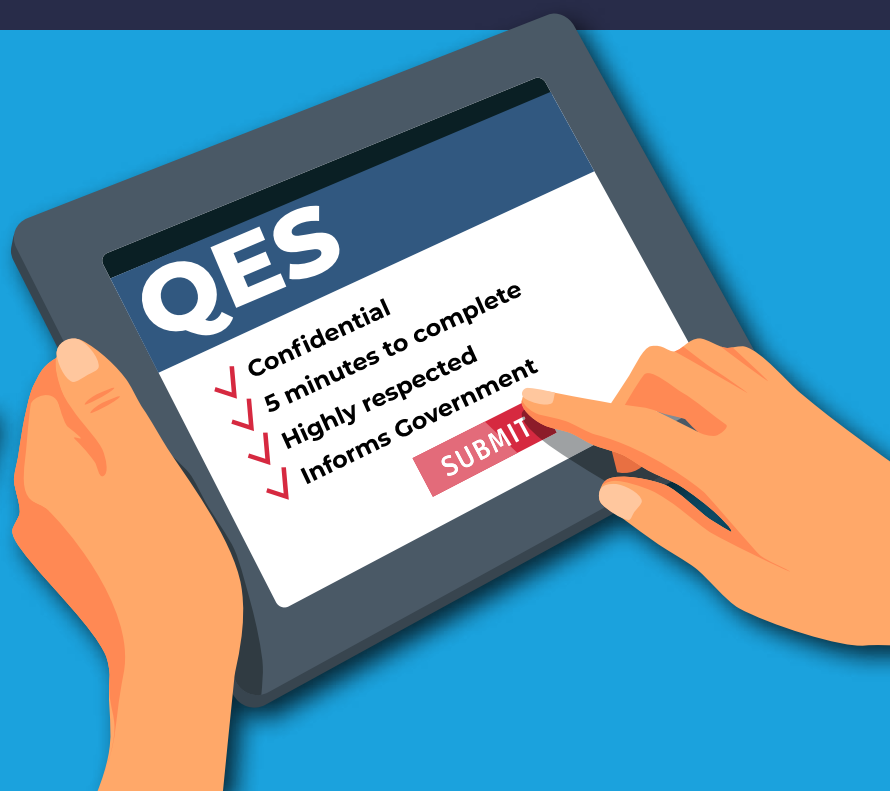 QES
Confidential
5 minutes to complete
Highly respected
Informs Government
SUBMIT